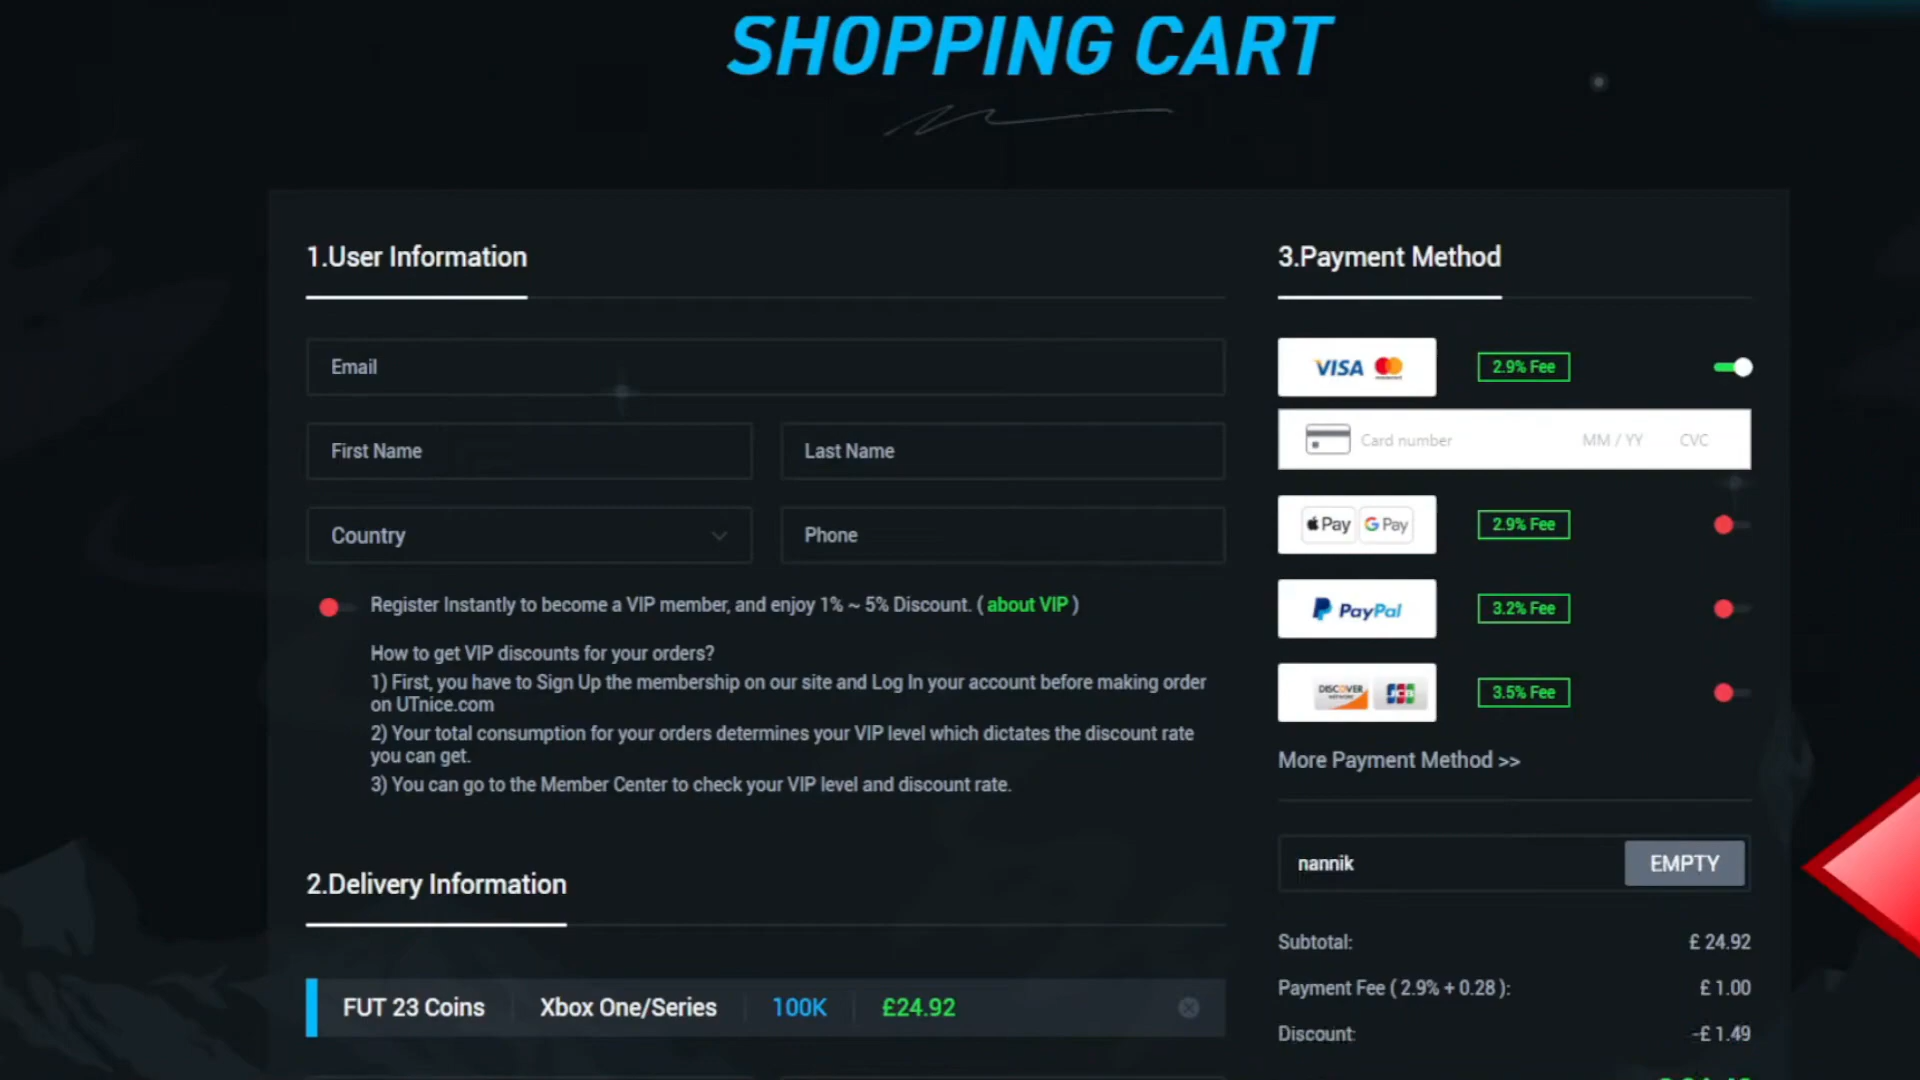 SHOPPING CART
1.User Information
Email
First Name
Last Name
Country
Phone
Register Instantly to become a VIP member, and enjoy 1% ~ 5% Discount. ( about VIP )
How to get VIP discounts for your orders?
1) First, you have to Sign Up the membership on our site and Log In your account before making order
on UTnice.com
2) Your total consumption for your orders determines your VIP level which dictates the discount rate
you can get.
3) You can go to the Member Center to check your VIP level and discount rate.
2.Delivery Information
FUT 23 Coins Xbox One/Series 100K £24.92
3.Payment Method
VISA 2.9% Fee
Card number MM / YY CVC
Pay G Pay 2.9% Fee
PayPal 3.2% Fee
DISCOVER JCB 3.5% Fee
More Payment Method >>
nannik EMPTY
Subtotal: £ 24.92
Payment Fee ( 2.9% + 0.28 ): £ 1.00
Discount: -£ 1.49